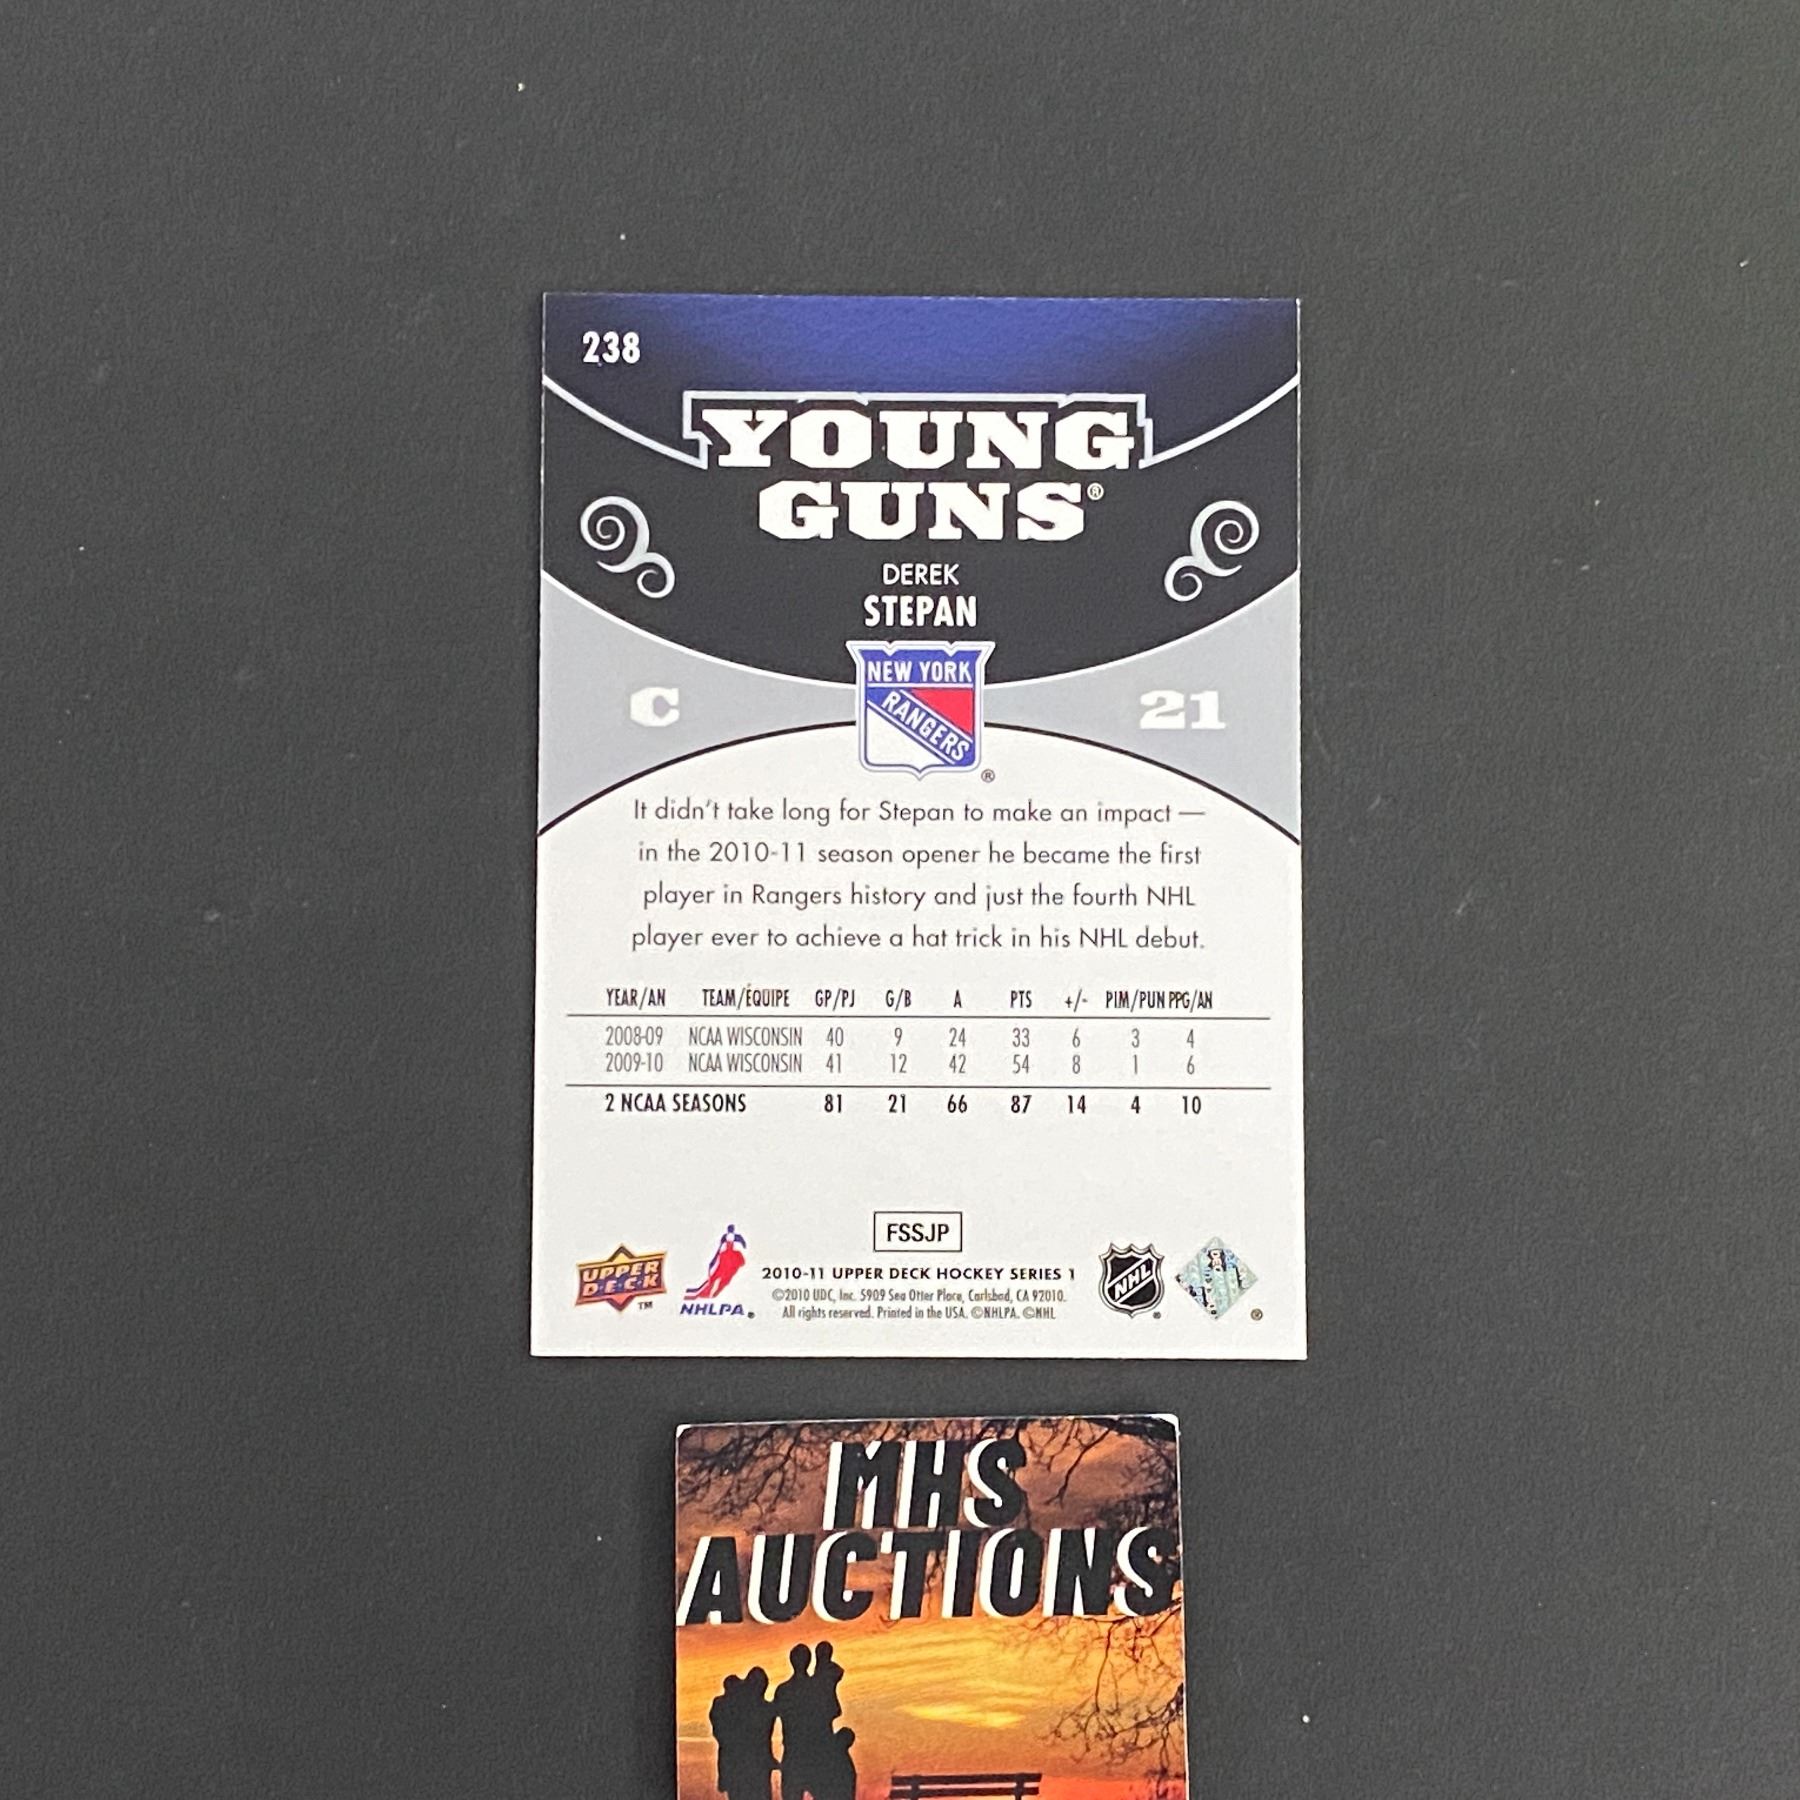 238
YOUNG
GUNS®
DEREK
STEPAN
NEW YORK
RANGERS
C
21
®
It didn't take long for Stepan to make an impact —
in the 2010-11 season opener he became the first
player in Rangers history and just the fourth NHL
player ever to achieve a hat trick in his NHL debut.
YEAR/AN TEAM/ÉQUIPE GP/PJ G/B A PTS +/- PIM/PUN PPG/AN
2008-09 NCAA WISCONSIN 40 9 24 33 6 3 4
2009-10 NCAA WISCONSIN 41 12 42 54 8 1 6
2 NCAA SEASONS 81 21 66 87 14 4 10
FSSJP
UPPER
DECK
™
NHLPA®
2010-11 UPPER DECK HOCKEY SERIES 1
©2010 UDC, Inc. 5909 Sea Otter Place, Carlsbad, CA 92010.
All rights reserved. Printed in the USA. ©NHLPA. ©NHL
NHL
®
®
MHS
AUCTIONS